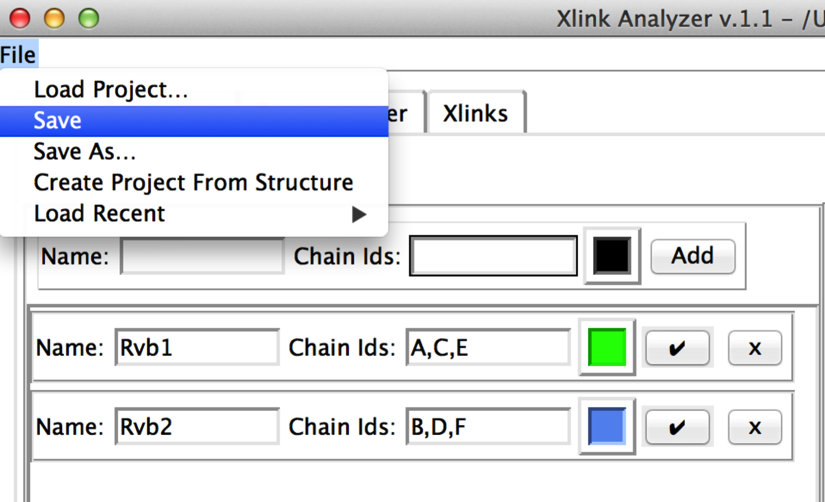 Xlink Analyzer v.1.1 – /U
File
Load Project...
Save
Save As...
Create Project From Structure
Load Recent
er
Xlinks
Name:
Chain Ids:
Add
Name: Rvb1 Chain Ids: A,C,E ✔ x
Name: Rvb2 Chain Ids: B,D,F ✔ x